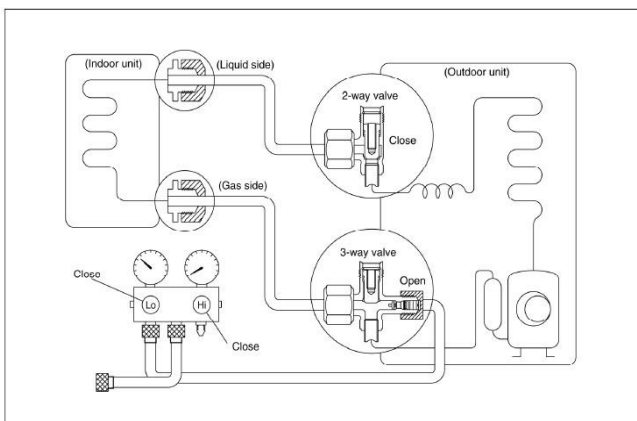 (Indoor unit)
(Liquid side)
(Outdoor unit)
2-way valve
Close
(Gas side)
3-way valve
Open
Close
Lo
Hi
Close